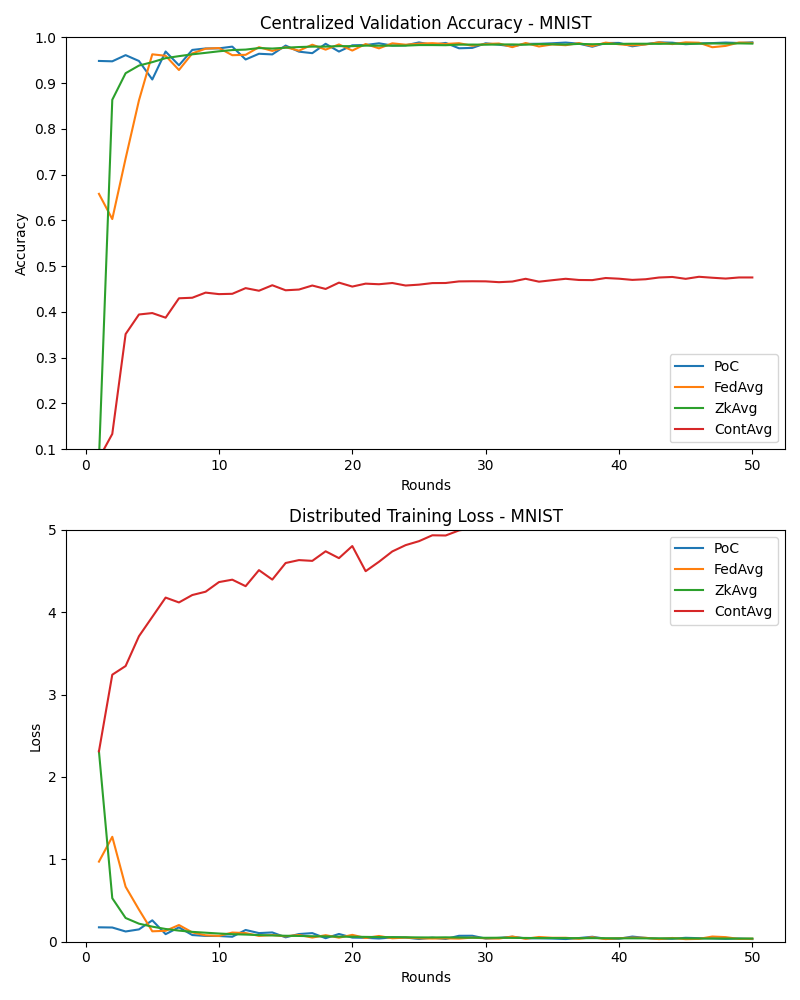 Centralized Validation Accuracy - MNIST
1.0
0.9
0.8
0.7
0.6
0.5
0.4
0.3
0.2
0.1
Accuracy
0 10 20 30 40 50
Rounds
PoC
FedAvg
ZkAvg
ContAvg
Distributed Training Loss - MNIST
5
4
3
2
1
0
Loss
0 10 20 30 40 50
Rounds
PoC
FedAvg
ZkAvg
ContAvg